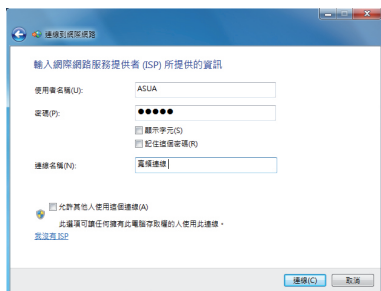 連線到網際網路
輸入網際網路服務提供者 (ISP) 所提供的資訊
使用者名稱(U): ASUA
密碼(P): ●●●●●
顯示字元(S)
記住這個密碼(R)
連線名稱(N): 寬頻連線
允許其他人使用這個連線(A)
此選項可讓任何擁有此電腦存取權的人使用此連線。
我沒有 ISP
連線(C) 取消